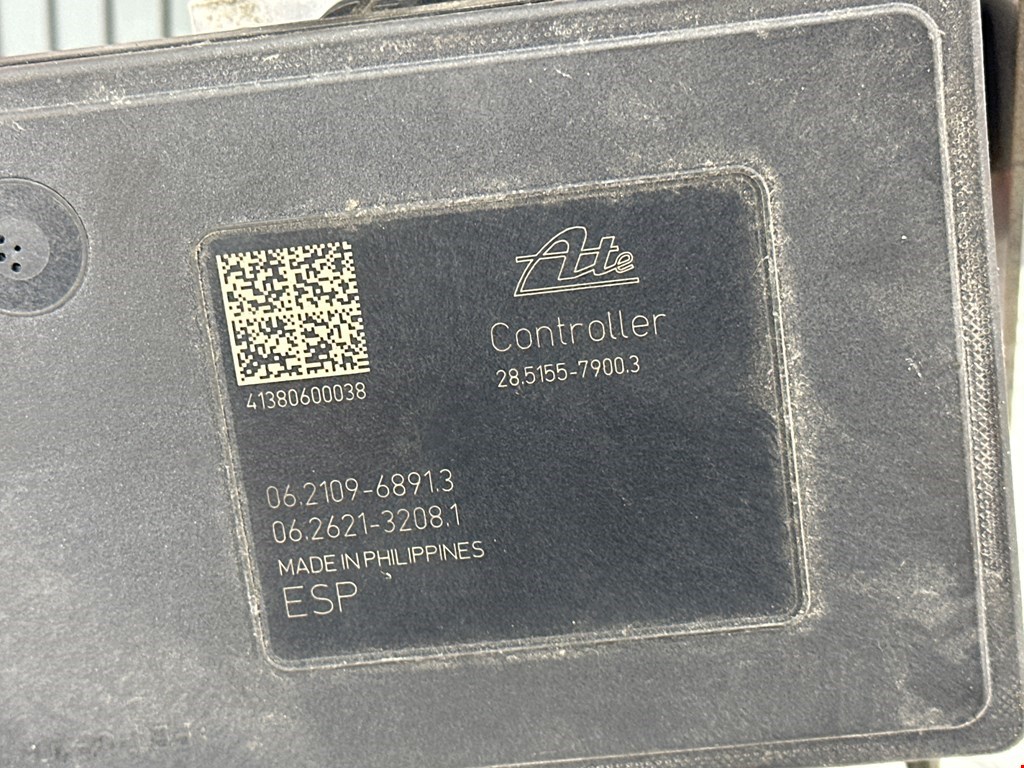 Ate
Controller
28.5155-7900.3
41380600038
06.2109-6891.3
06.2621-3208.1
MADE IN PHILIPPINES
ESP